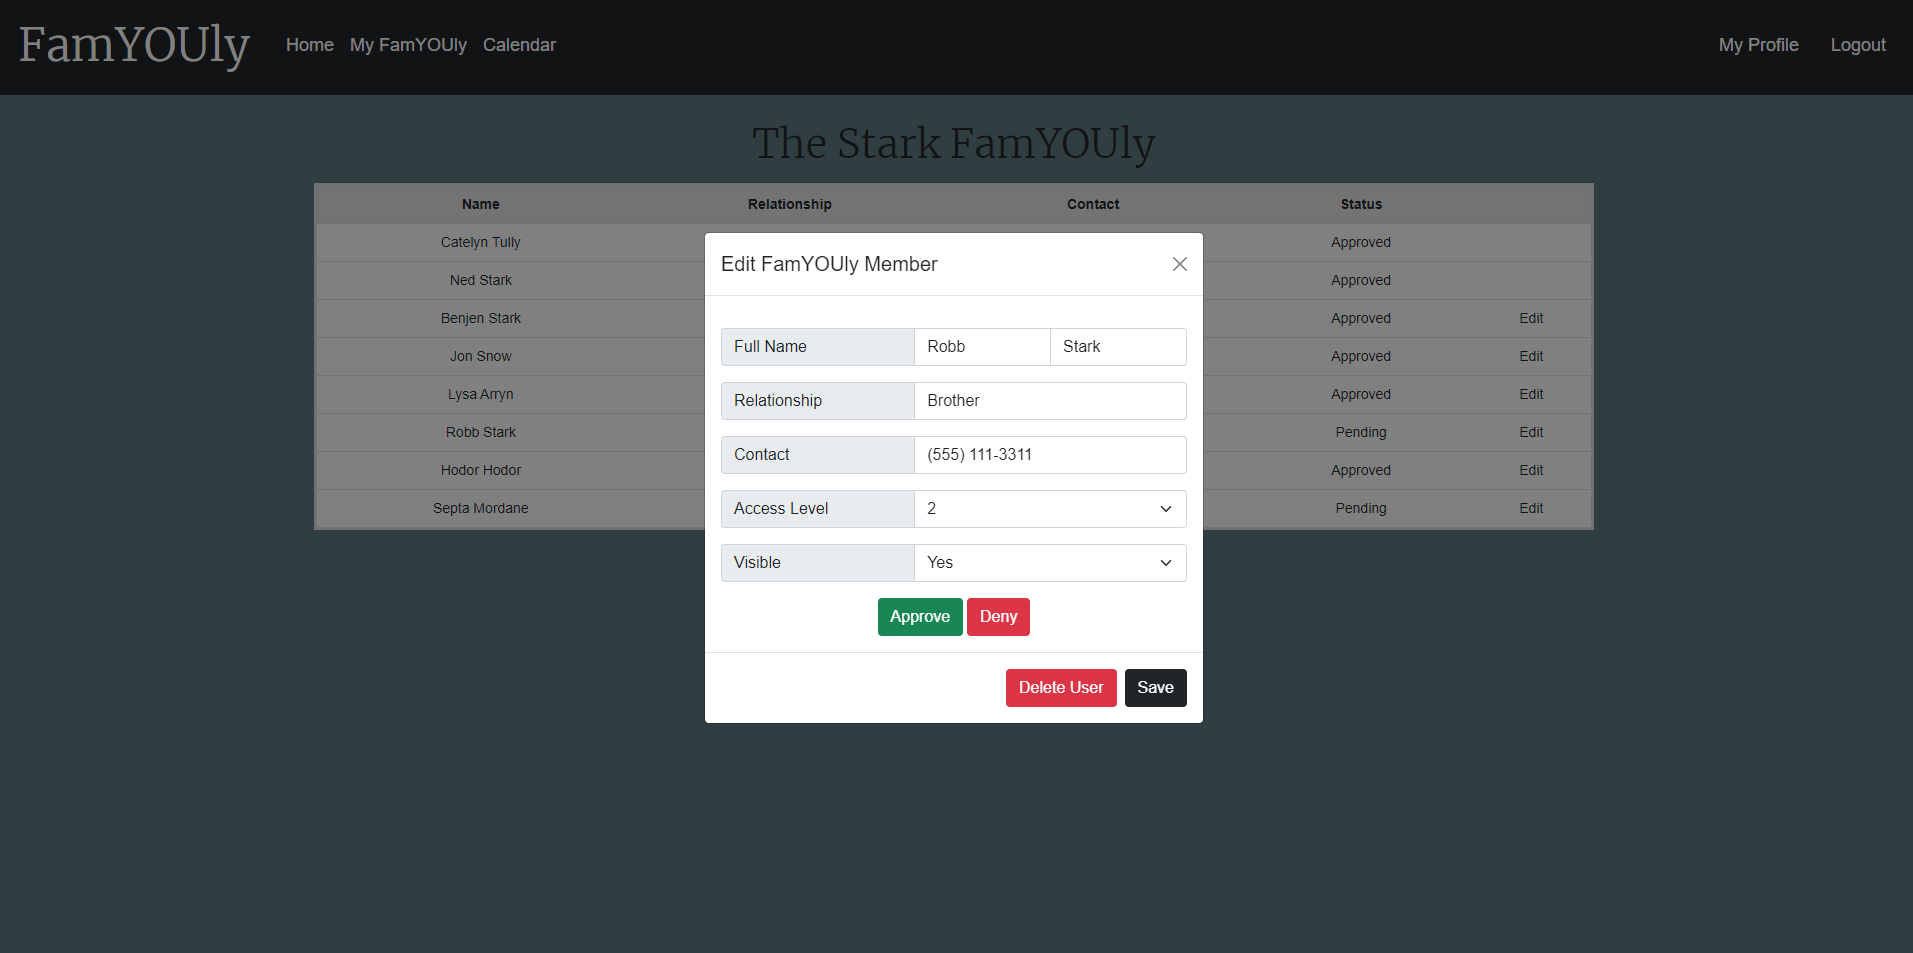 FamYOUly Home My FamYOUly Calendar My Profile Logout
The Stark FamYOUly
Name Relationship Contact Status
Catelyn Tully Approved
Ned Stark Approved
Benjen Stark Approved Edit
Jon Snow Approved Edit
Lysa Arryn Approved Edit
Robb Stark Pending Edit
Hodor Hodor Approved Edit
Septa Mordane Pending Edit
Edit FamYOUly Member
Full Name Robb Stark
Relationship Brother
Contact (555) 111-3311
Access Level 2
Visible Yes
Approve Deny
Delete User Save